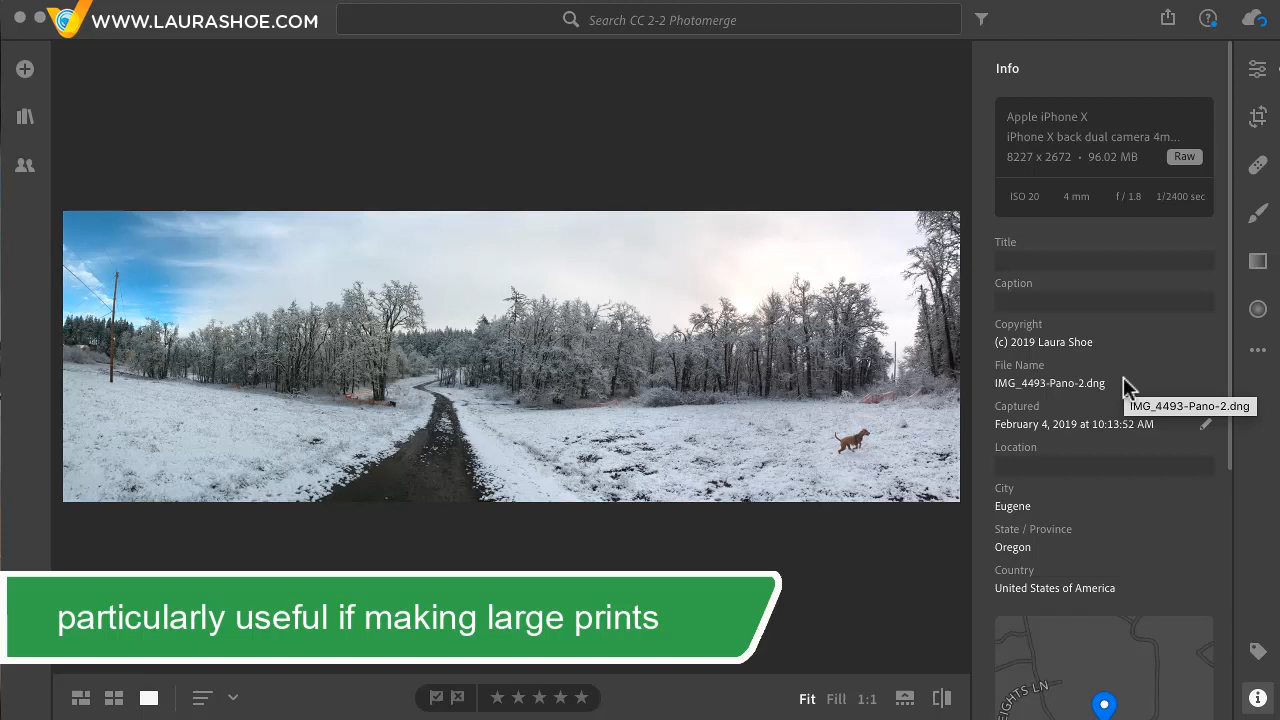 WWW.LAURASHOE.COM
Search CC 2-2 Photomerge
Info
Apple iPhone X
iPhone X back dual camera 4m...
8227 x 2672 • 96.02 MB Raw
ISO 20 4 mm f / 1.8 1/2400 sec
Title
Caption
Copyright
(c) 2019 Laura Shoe
File Name
IMG_4493-Pano-2.dng
IMG_4493-Pano-2.dng
Captured
February 4, 2019 at 10:13:52 AM
Location
City
Eugene
State / Province
Oregon
Country
United States of America
particularly useful if making large prints
Fit Fill 1:1
EIGHTS LN